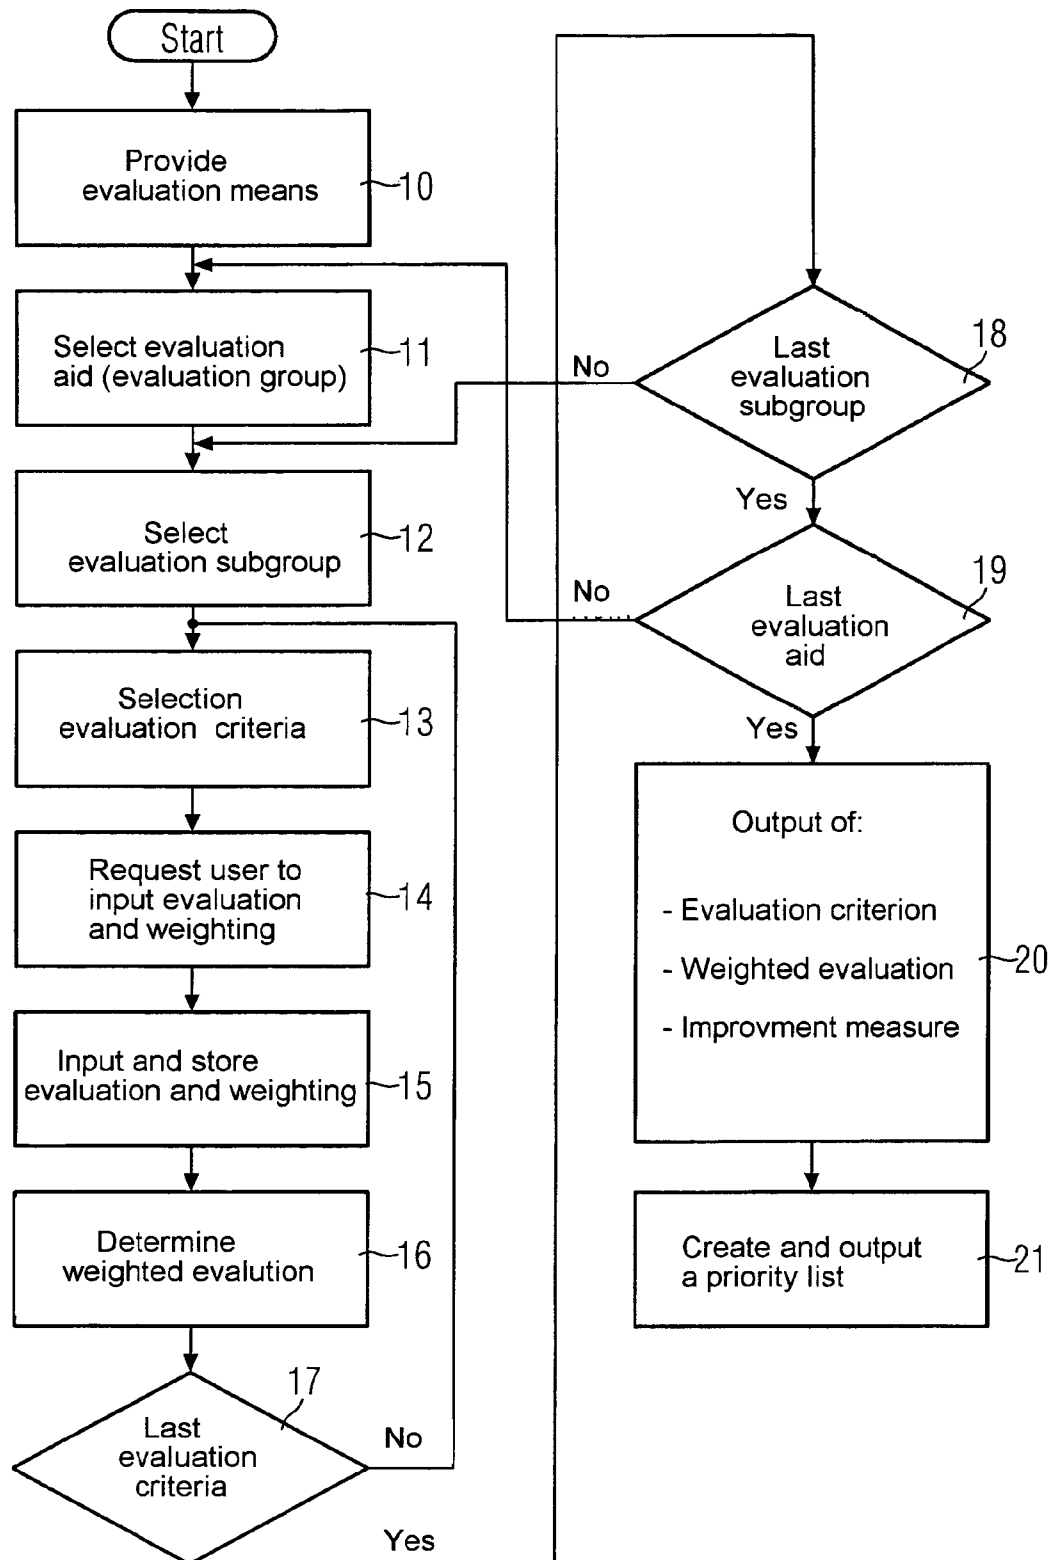 Start
Provide
evaluation means
10
Select evaluation
aid (evaluation group)
11
Select
evaluation subgroup
12
Selection
evaluation criteria
13
Request user to
input evaluation
and weighting
14
Input and store
evaluation and weighting
15
Determine
weighted evalution
16
Last
evaluation
criteria
17
No
Yes
Last
evaluation
subgroup
18
No
Yes
Last
evaluation
aid
19
No
Yes
Output of:
- Evaluation criterion
- Weighted evaluation
- Improvment measure
20
Create and output
a priority list
21